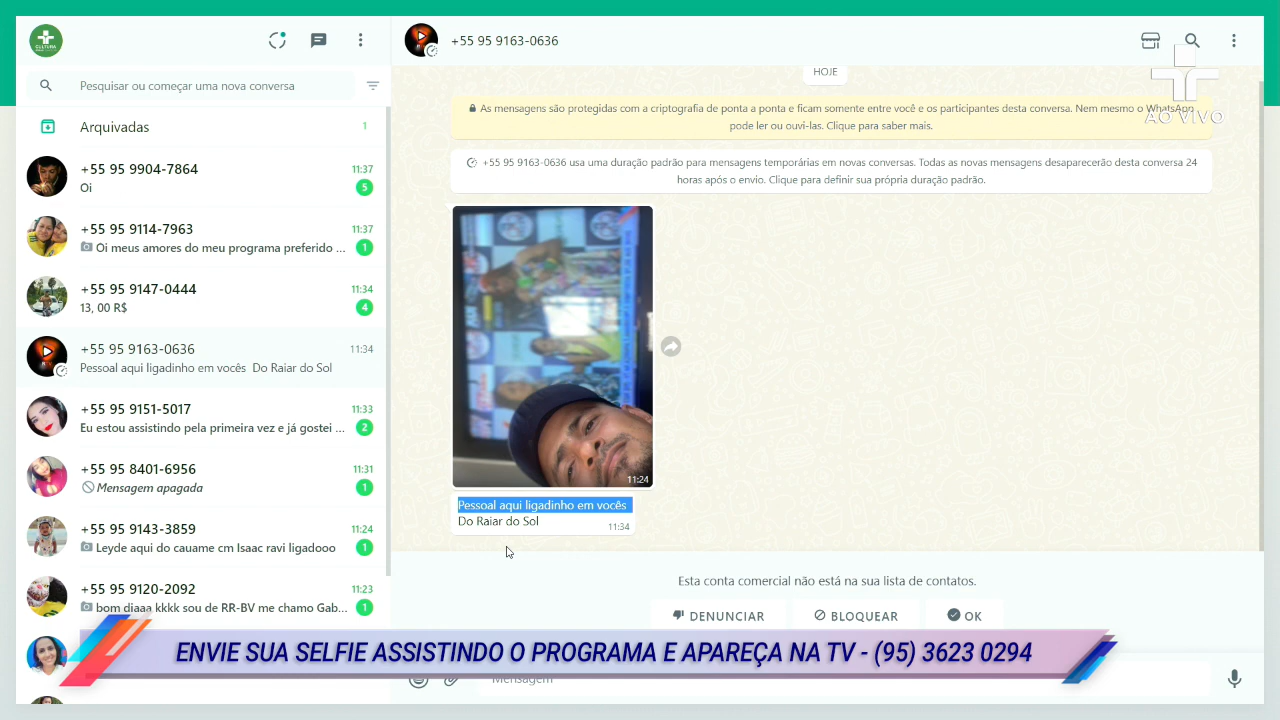 CULTURA
Pesquisar ou começar uma nova conversa
Arquivadas
1
+55 95 9904-7864
11:37
Oi
5
+55 95 9114-7963
11:37
Oi meus amores do meu programa preferido ...
1
+55 95 9147-0444
11:34
13, 00 R$
4
+55 95 9163-0636
11:34
Pessoal aqui ligadinho em vocês Do Raiar do Sol
+55 95 9151-5017
11:33
Eu estou assistindo pela primeira vez e já gostei ...
2
+55 95 8401-6956
11:31
Mensagem apagada
1
+55 95 9143-3859
11:24
Leyde aqui do cauame cm Isaac ravi ligadooo
1
+55 95 9120-2092
11:23
bom diaaa kkkk sou de RR-BV me chamo Gab...
1
+55 95 9163-0636
HOJE
As mensagens são protegidas com a criptografia de ponta a ponta e ficam somente entre você e os participantes desta conversa. Nem mesmo o WhatsApp
pode ler ou ouvi-las. Clique para saber mais.
AO VIVO
+55 95 9163-0636 usa uma duração padrão para mensagens temporárias em novas conversas. Todas as novas mensagens desaparecerão desta conversa 24
horas após o envio. Clique para definir sua própria duração padrão.
11:24
Pessoal aqui ligadinho em vocês
Do Raiar do Sol
11:34
Esta conta comercial não está na sua lista de contatos.
DENUNCIAR
BLOQUEAR
OK
ENVIE SUA SELFIE ASSISTINDO O PROGRAMA E APAREÇA NA TV - (95) 3623 0294
Mensagem